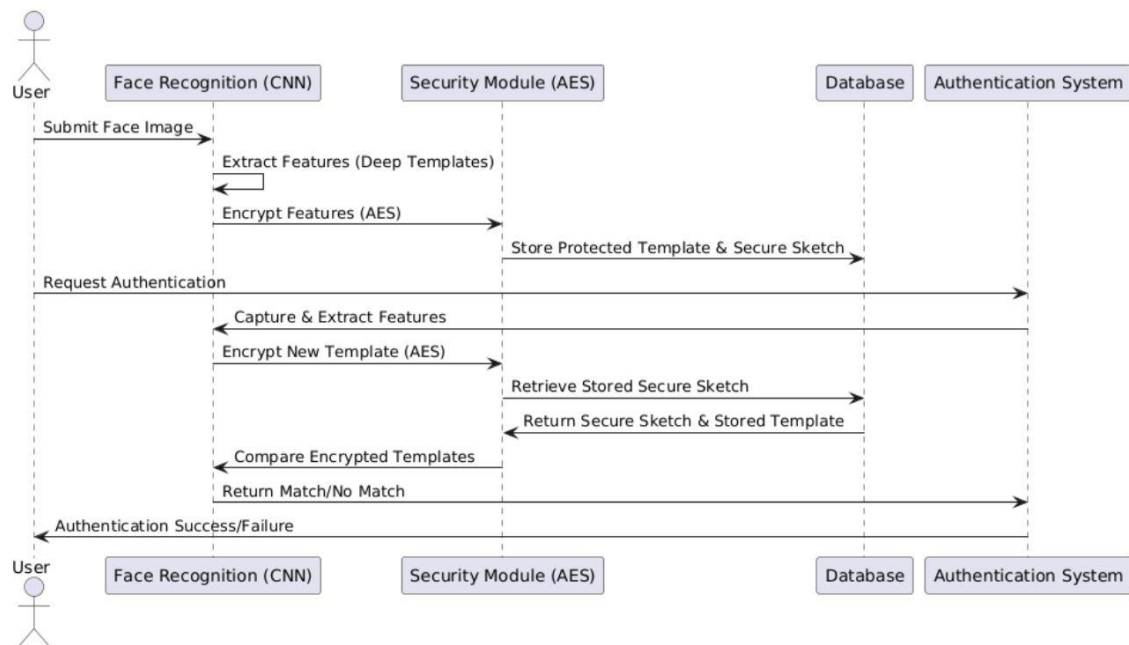 User
Face Recognition (CNN)
Security Module (AES)
Database
Authentication System
Submit Face Image
Extract Features (Deep Templates)
Encrypt Features (AES)
Store Protected Template & Secure Sketch
Request Authentication
Capture & Extract Features
Encrypt New Template (AES)
Retrieve Stored Secure Sketch
Return Secure Sketch & Stored Template
Compare Encrypted Templates
Return Match/No Match
Authentication Success/Failure
User
Face Recognition (CNN)
Security Module (AES)
Database
Authentication System